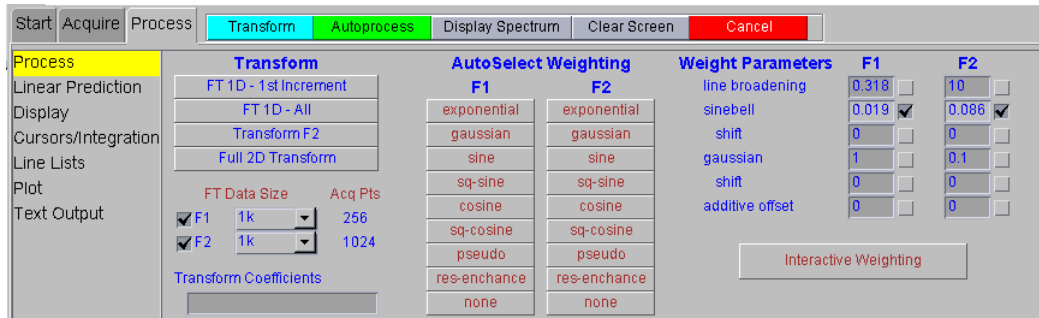 Start Acquire Process Transform Autoprocess Display Spectrum Clear Screen Cancel
Process
Linear Prediction
Display
Cursors/Integration
Line Lists
Plot
Text Output
Transform
FT 1D - 1st Increment
FT 1D - All
Transform F2
Full 2D Transform
FT Data Size Acq Pts
F1 1k 256
F2 1k 1024
Transform Coefficients
AutoSelect Weighting
F1 F2
exponential exponential
gaussian gaussian
sine sine
sq-sine sq-sine
cosine cosine
sq-cosine sq-cosine
pseudo pseudo
res-enchance res-enchance
none none
Weight Parameters F1 F2
line broadening 0.318 10
sinebell 0.019 0.086
shift 0 0
gaussian 1 0.1
shift 0 0
additive offset 0 0
Interactive Weighting